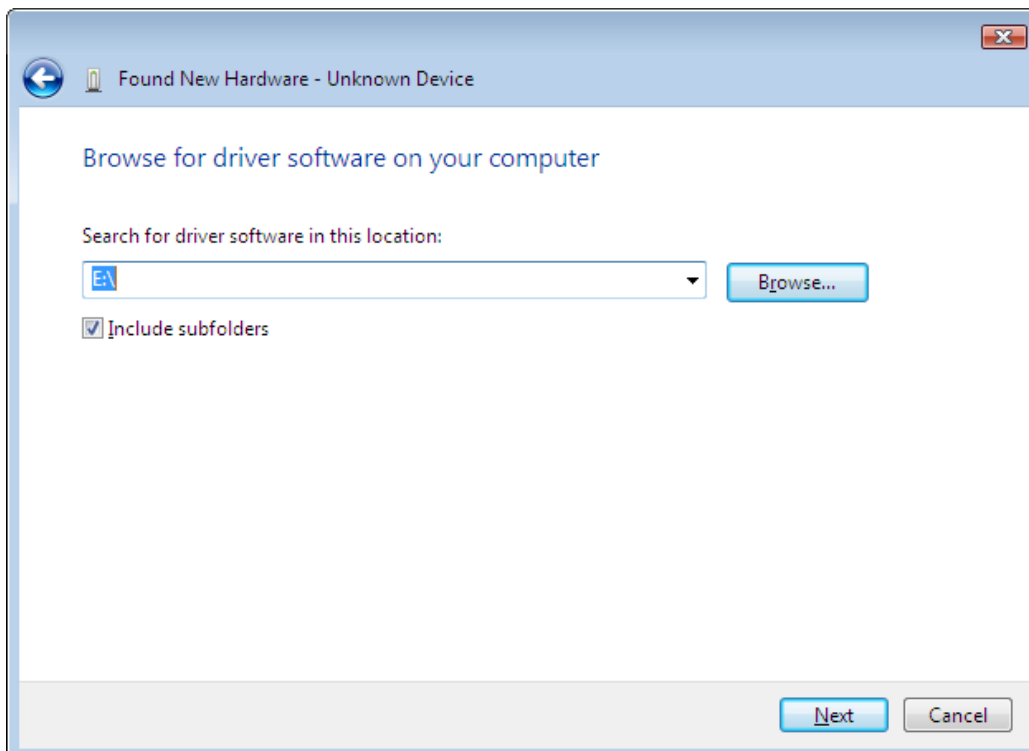 Found New Hardware - Unknown Device
Browse for driver software on your computer
Search for driver software in this location:
E:\
Browse...
Include subfolders
Next
Cancel